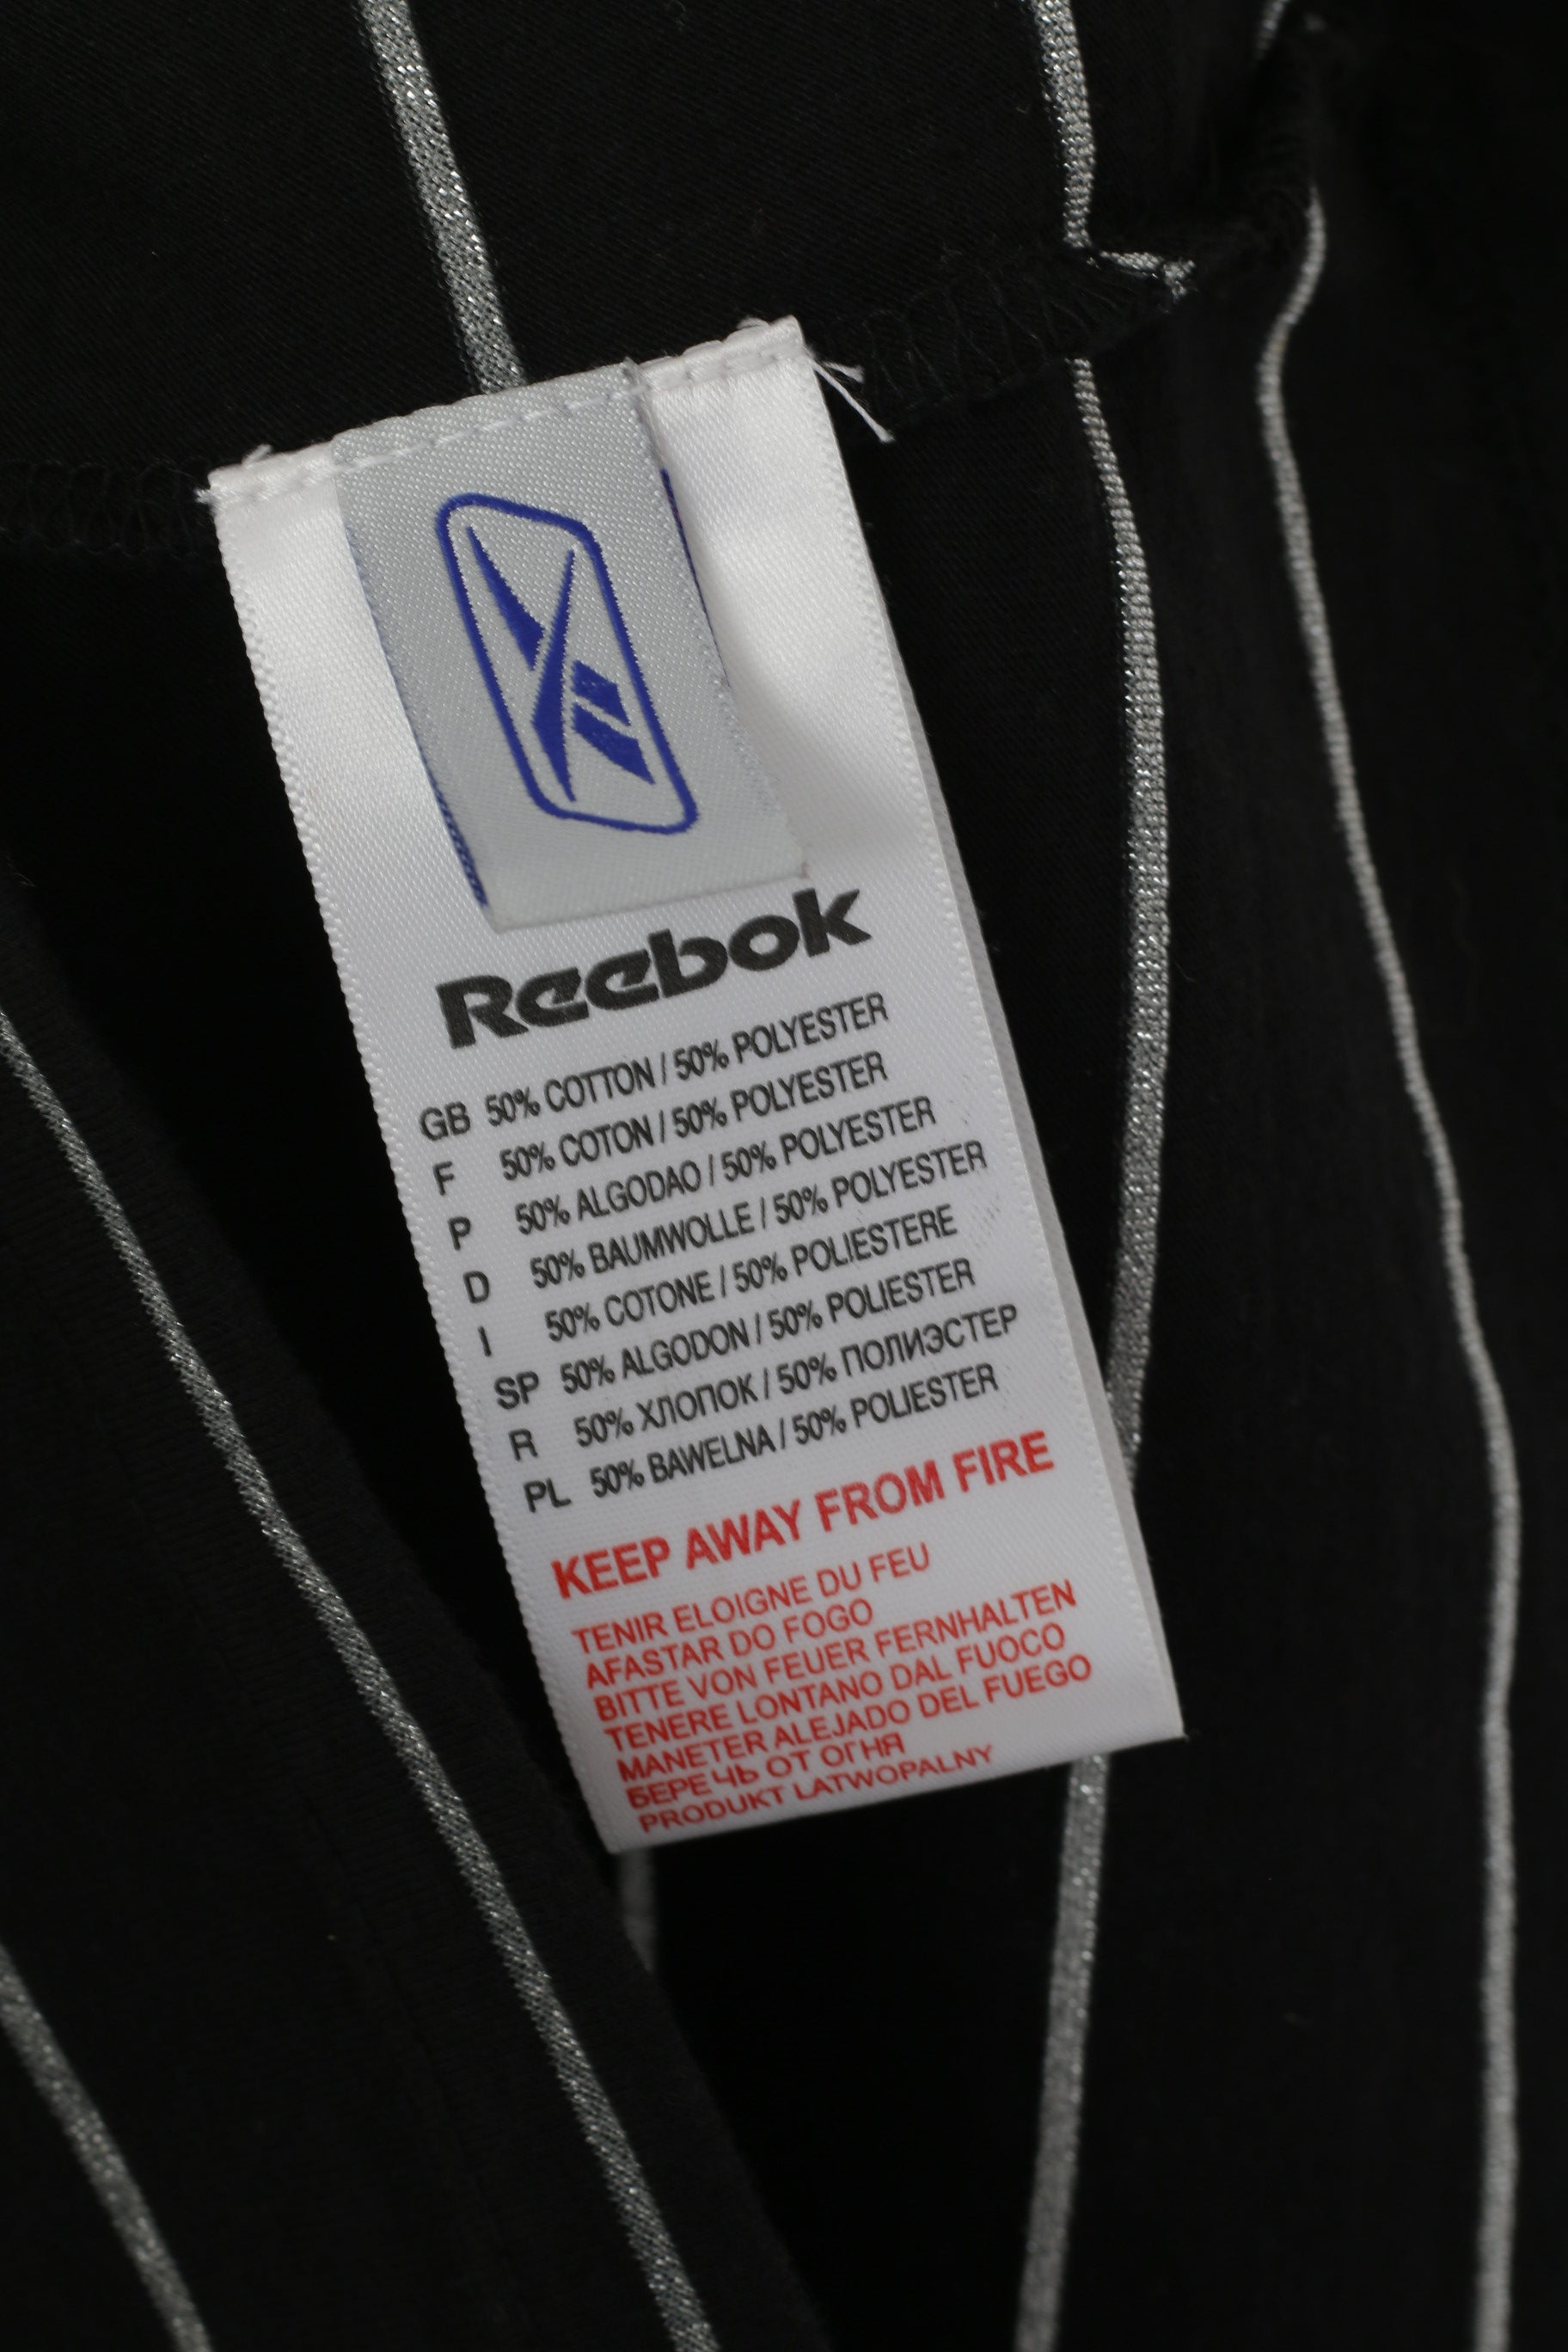 Reebok
GB 50% COTTON / 50% POLYESTER
F 50% COTON / 50% POLYESTER
P 50% ALGODAO / 50% POLYESTER
D 50% BAUMWOLLE / 50% POLYESTER
I 50% COTONE / 50% POLIESTERE
SP 50% ALGODON / 50% POLIESTER
R 50% ХЛОПОК / 50% ПОЛИЭСТЕР
PL 50% BAWELNA / 50% POLIESTER
KEEP AWAY FROM FIRE
TENIR ELOIGNE DU FEU
AFASTAR DO FOGO
BITTE VON FEUER FERNHALTEN
TENERE LONTANO DAL FUOCO
MANETER ALEJADO DEL FUEGO
БЕРЕЧЬ ОТ ОГНЯ
PRODUKT LATWOPALNY